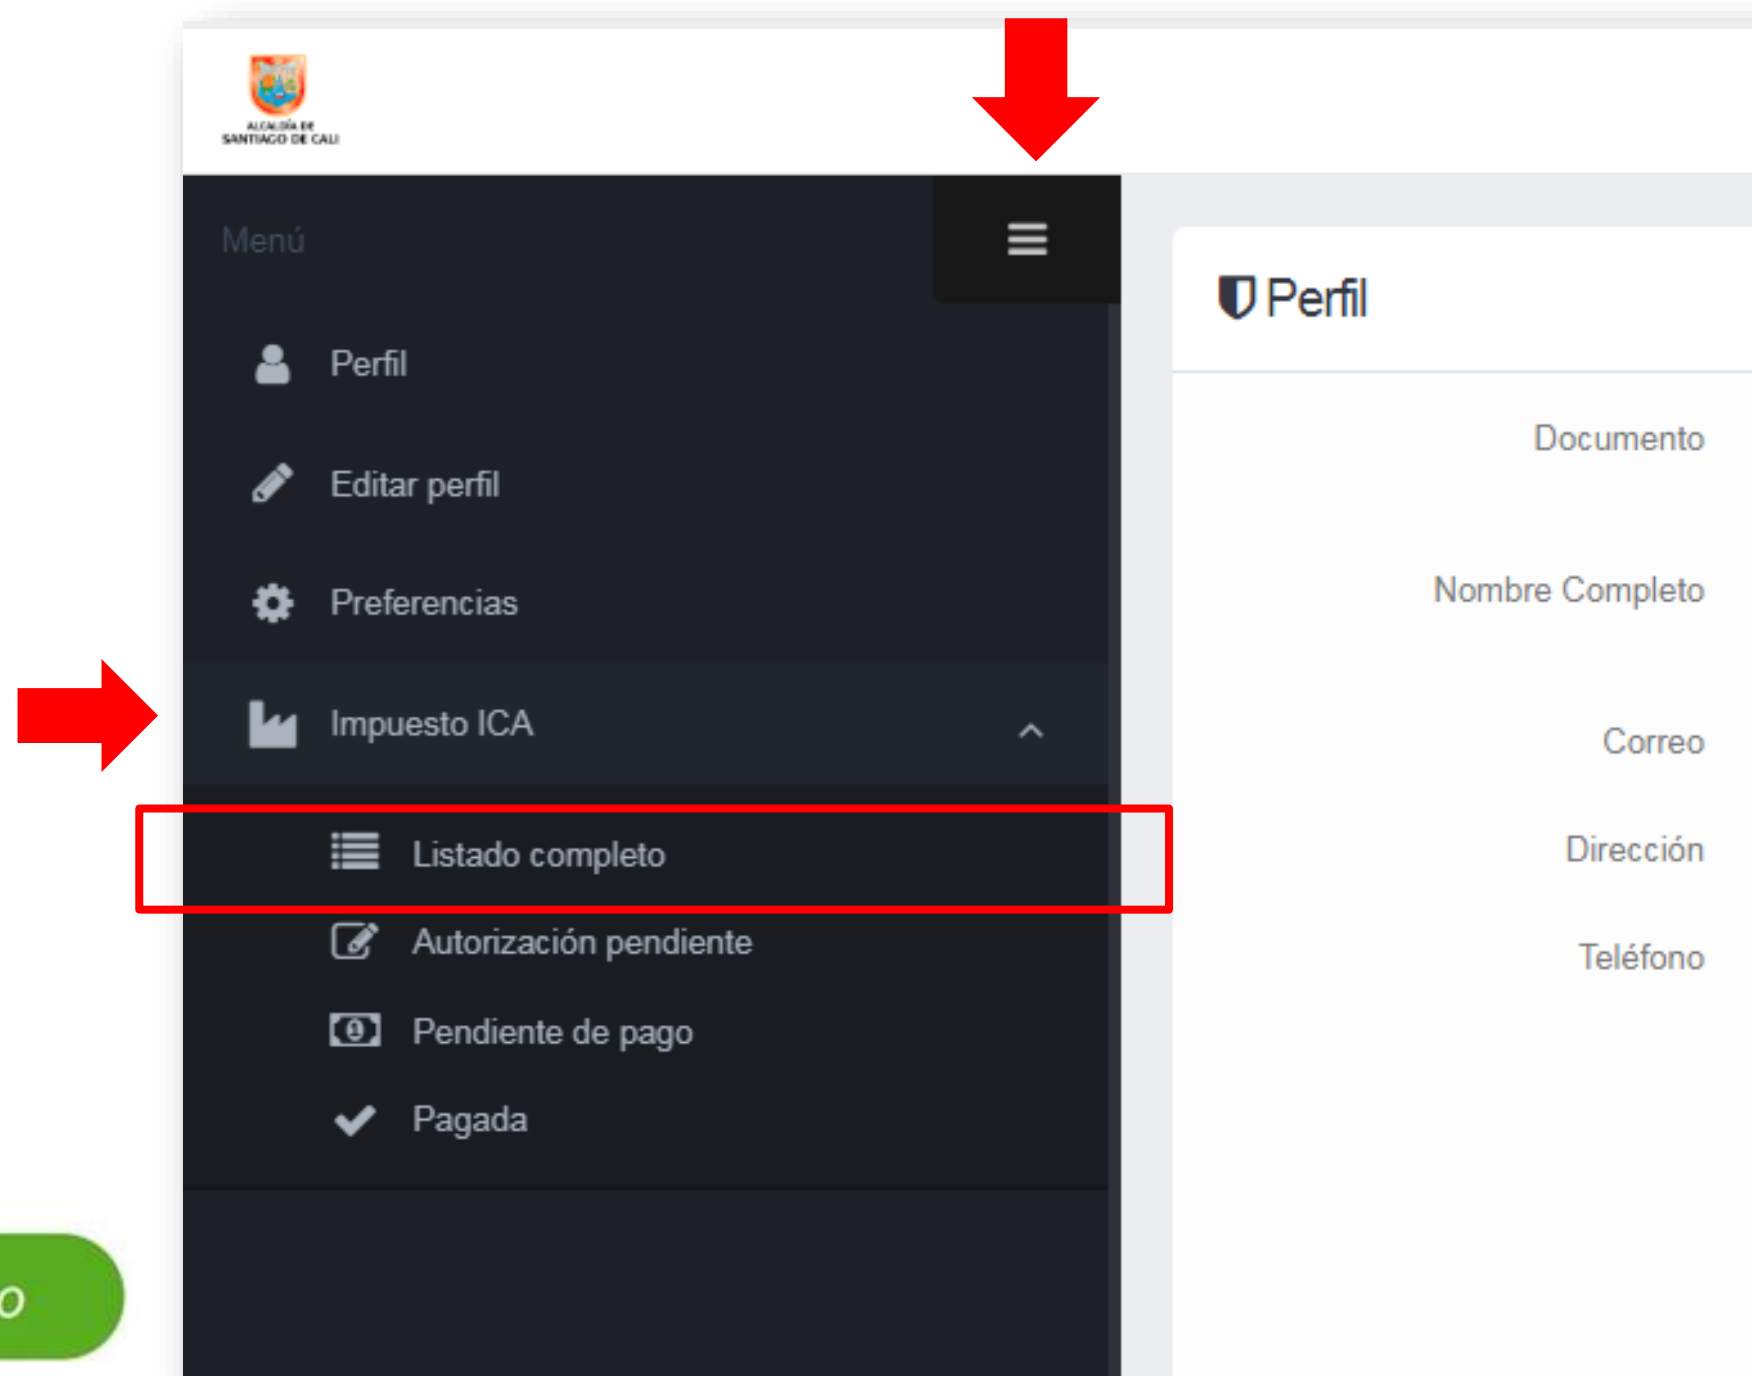 ALCALDÍA DE
SANTIAGO DE CALI
Menú
Perfil
Editar perfil
Preferencias
Impuesto ICA
Listado completo
Autorización pendiente
Pendiente de pago
Pagada
Perfil
Documento
Nombre Completo
Correo
Dirección
Teléfono
o